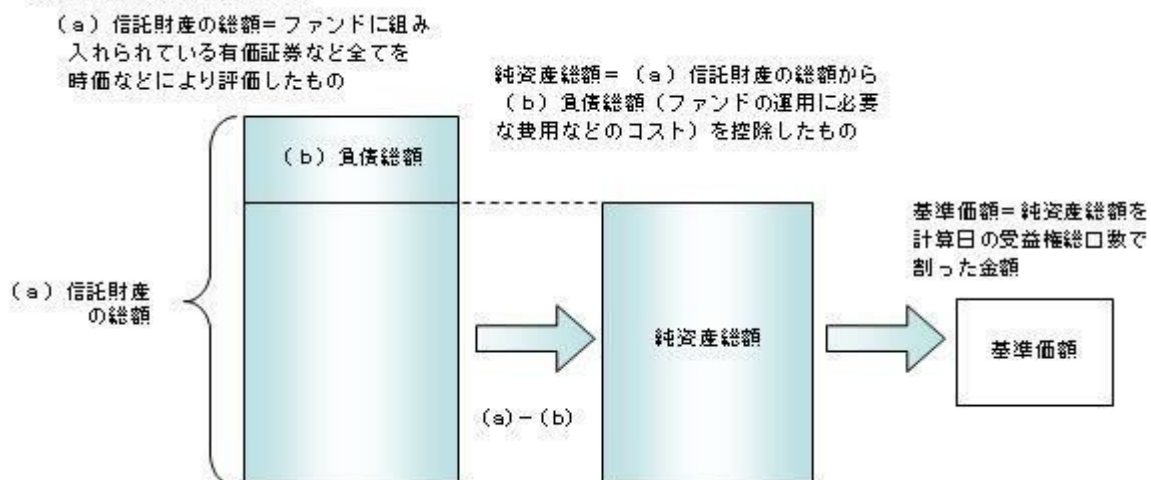 (a)信託財産の総額=ファンドに組み
入れられている有価証券など全てを
時価などにより評価したもの
純資産総額=(a)信託財産の総額から
(b)負債総額(ファンドの運用に必要
な費用などのコスト)を控除したもの
(b)負債総額
基準価額=純資産総額を
計算日の受益権総口数で
割った金額
(a)信託財産
の総額
純資産総額
基準価額
(a)-(b)